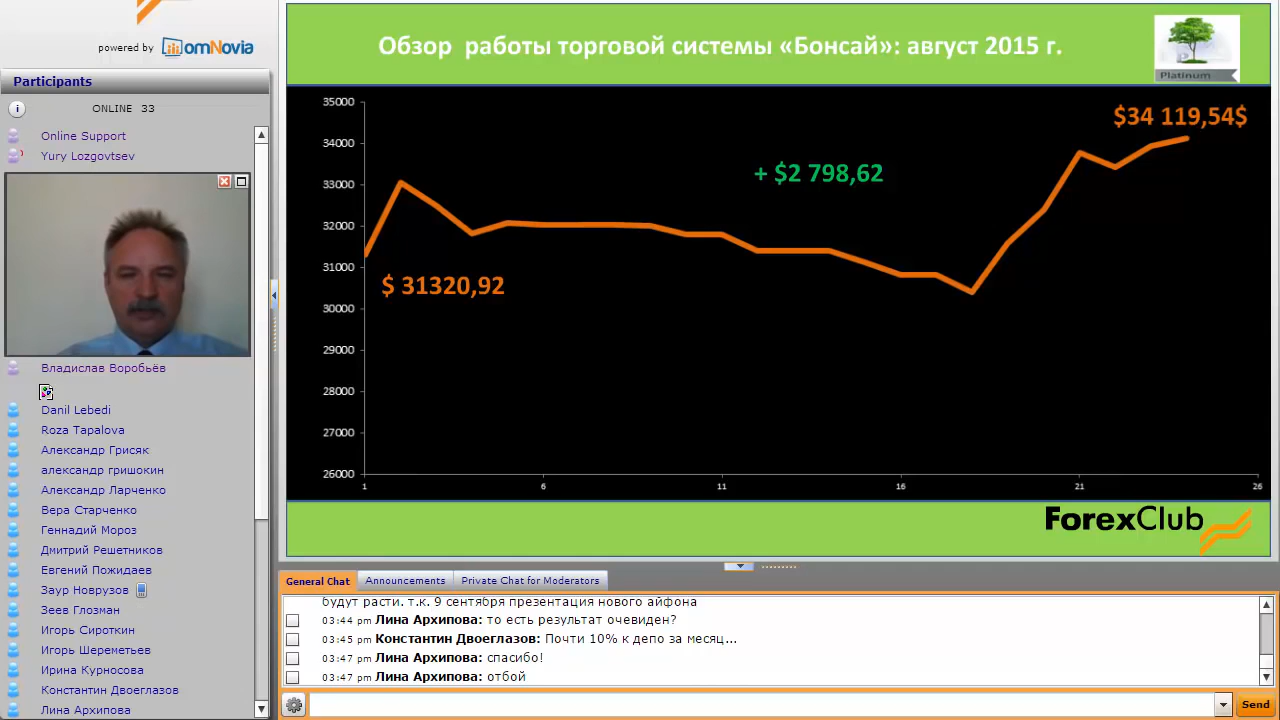 powered by omNovia
Participants
ONLINE 33
Online Support
Yury Lozgovtsev
Владислав Воробьёв
Danil Lebedi
Roza Tapalova
Александр Грисяк
александр гришокин
Александр Ларченко
Вера Старченко
Геннадий Мороз
Дмитрий Решетников
Евгений Пожидаев
Заур Новрузов
Зеев Глозман
Игорь Сироткин
Игорь Шереметьев
Ирина Курносова
Константин Двоеглазов
Лина Архипова
Обзор работы торговой системы «Бонсай»: август 2015 г.
Platinum
35000
34000
33000
32000
31000
30000
29000
28000
27000
26000
1 6 11 16 21 26
$34 119,54$
+ $2 798,62
$ 31320,92
ForexClub
General Chat Announcements Private Chat for Moderators
будут расти. т.к. 9 сентября презентация нового айфона
03:44 pm Лина Архипова: то есть результат очевиден?
03:45 pm Константин Двоеглазов: Почти 10% к депо за месяц...
03:47 pm Лина Архипова: спасибо!
03:47 pm Лина Архипова: отбой
Send